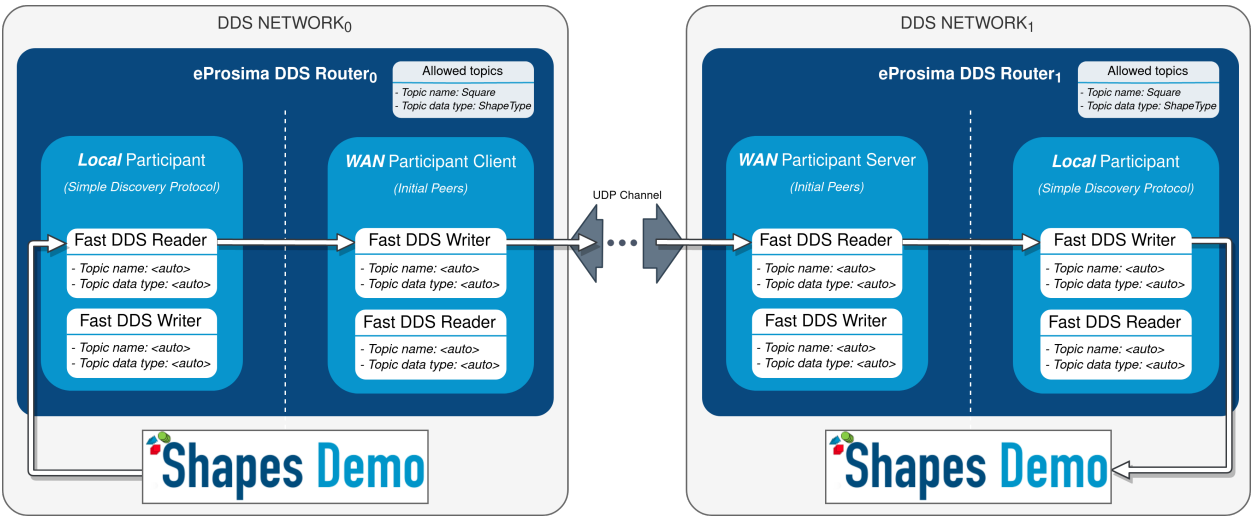 DDS NETWORK0
eProsima DDS Router0
Allowed topics
- Topic name: Square
- Topic data type: ShapeType
Local Participant
(Simple Discovery Protocol)
Fast DDS Reader
- Topic name: <auto>
- Topic data type: <auto>
Fast DDS Writer
- Topic name: <auto>
- Topic data type: <auto>
WAN Participant Client
(Initial Peers)
Fast DDS Writer
- Topic name: <auto>
- Topic data type: <auto>
Fast DDS Reader
- Topic name: <auto>
- Topic data type: <auto>
Shapes Demo
UDP Channel
DDS NETWORK1
eProsima DDS Router1
Allowed topics
- Topic name: Square
- Topic data type: ShapeType
WAN Participant Server
(Initial Peers)
Fast DDS Reader
- Topic name: <auto>
- Topic data type: <auto>
Fast DDS Writer
- Topic name: <auto>
- Topic data type: <auto>
Local Participant
(Simple Discovery Protocol)
Fast DDS Writer
- Topic name: <auto>
- Topic data type: <auto>
Fast DDS Reader
- Topic name: <auto>
- Topic data type: <auto>
Shapes Demo